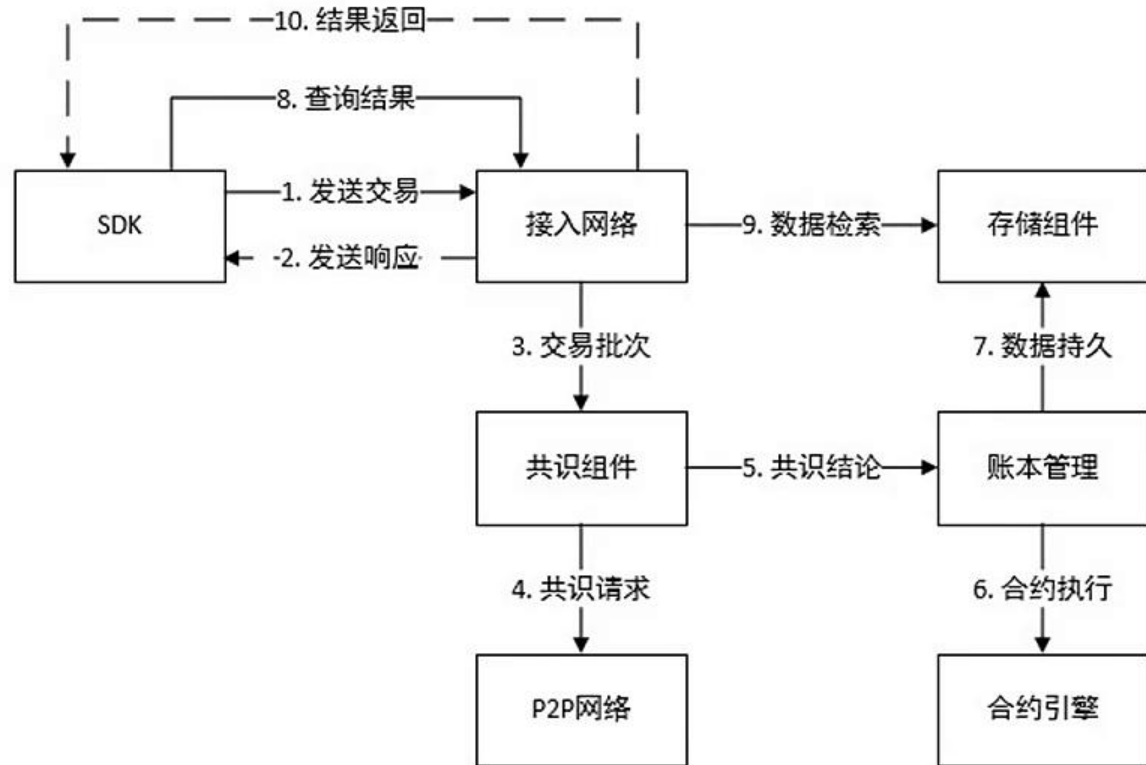 10. 结果返回
8. 查询结果
SDK
1. 发送交易
2. 发送响应
接入网络
9. 数据检索
存储组件
3. 交易批次
7. 数据持久
共识组件
5. 共识结论
账本管理
4. 共识请求
6. 合约执行
P2P网络
合约引擎